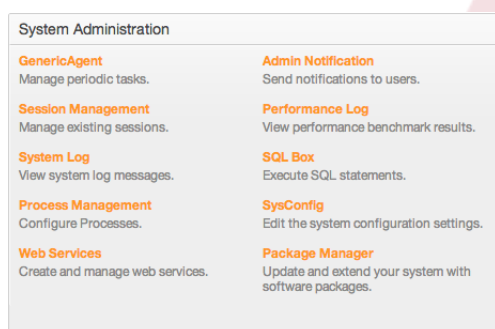 System Administration
GenericAgent
Manage periodic tasks.
Admin Notification
Send notifications to users.
Session Management
Manage existing sessions.
Performance Log
View performance benchmark results.
System Log
View system log messages.
SQL Box
Execute SQL statements.
Process Management
Configure Processes.
SysConfig
Edit the system configuration settings.
Web Services
Create and manage web services.
Package Manager
Update and extend your system with
software packages.